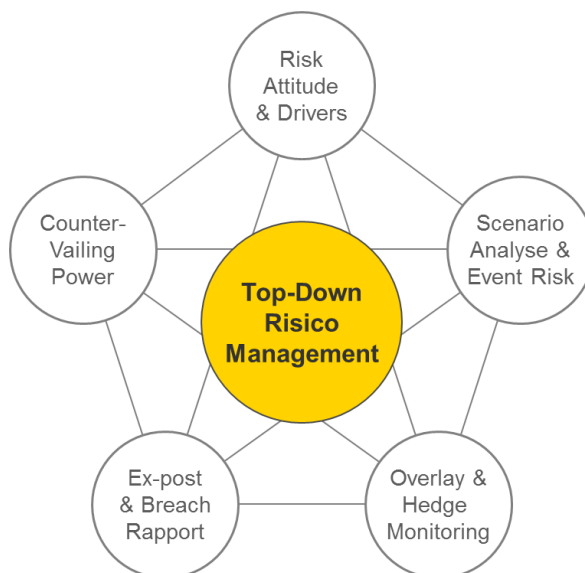 Risk
Attitude
& Drivers
Counter-
Vailing
Power
Scenario
Analyse &
Event Risk
Top-Down
Risico
Management
Ex-post
& Breach
Rapport
Overlay &
Hedge
Monitoring